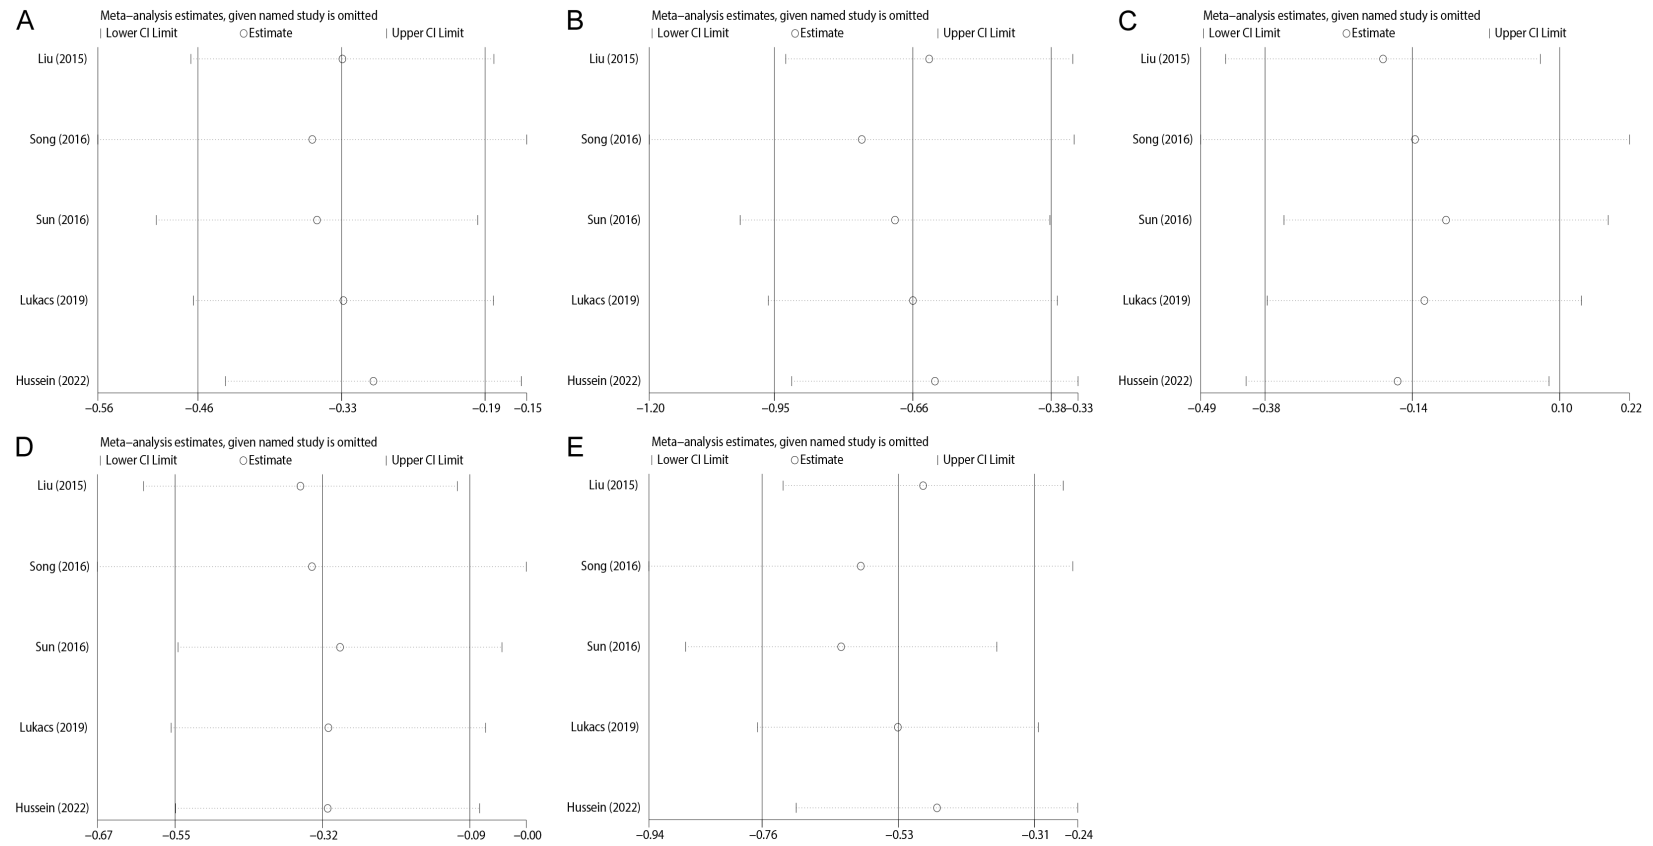 A
Meta−analysis estimates, given named study is omitted
| Lower CI Limit ○Estimate | Upper CI Limit
Liu (2015)
Song (2016)
Sun (2016)
Lukacs (2019)
Hussein (2022)
−0.56 −0.46 −0.33 −0.19 −0.15
B
Meta−analysis estimates, given named study is omitted
| Lower CI Limit ○Estimate | Upper CI Limit
Liu (2015)
Song (2016)
Sun (2016)
Lukacs (2019)
Hussein (2022)
−1.20 −0.95 −0.66 −0.38 −0.33
C
Meta−analysis estimates, given named study is omitted
| Lower CI Limit ○Estimate | Upper CI Limit
Liu (2015)
Song (2016)
Sun (2016)
Lukacs (2019)
Hussein (2022)
−0.49 −0.38 −0.14 0.10 0.22
D
Meta−analysis estimates, given named study is omitted
| Lower CI Limit ○Estimate | Upper CI Limit
Liu (2015)
Song (2016)
Sun (2016)
Lukacs (2019)
Hussein (2022)
−0.67 −0.55 −0.32 −0.09 −0.00
E
Meta−analysis estimates, given named study is omitted
| Lower CI Limit ○Estimate | Upper CI Limit
Liu (2015)
Song (2016)
Sun (2016)
Lukacs (2019)
Hussein (2022)
−0.94 −0.76 −0.53 −0.31 −0.24